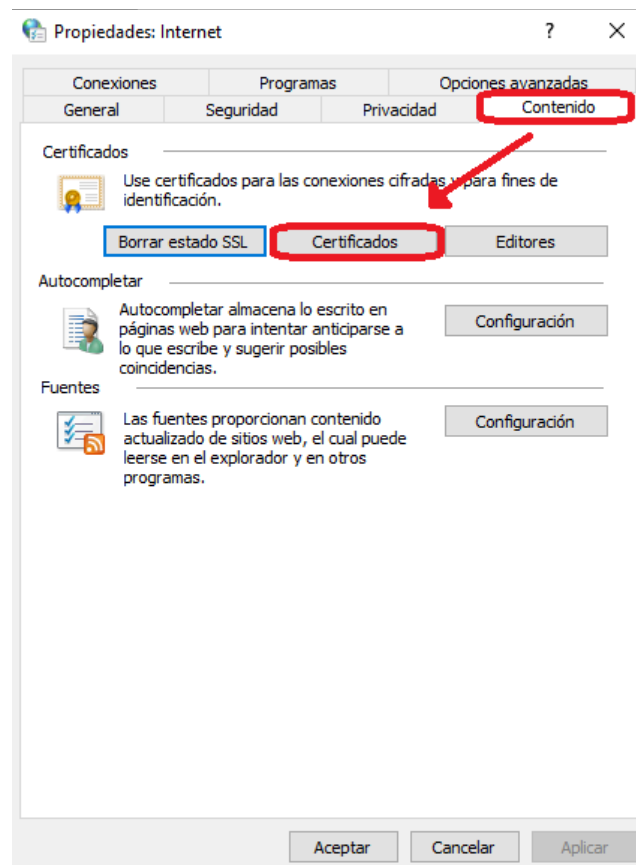 Propiedades: Internet ? ✕
Conexiones Programas Opciones avanzadas
General Seguridad Privacidad Contenido
Certificados
Use certificados para las conexiones cifradas y para fines de
identificación.
Borrar estado SSL Certificados Editores
Autocompletar
Autocompletar almacena lo escrito en
páginas web para intentar anticiparse a
lo que escribe y sugerir posibles
coincidencias.
Configuración
Fuentes
Las fuentes proporcionan contenido
actualizado de sitios web, el cual puede
leerse en el explorador y en otros
programas.
Configuración
Aceptar Cancelar Aplicar